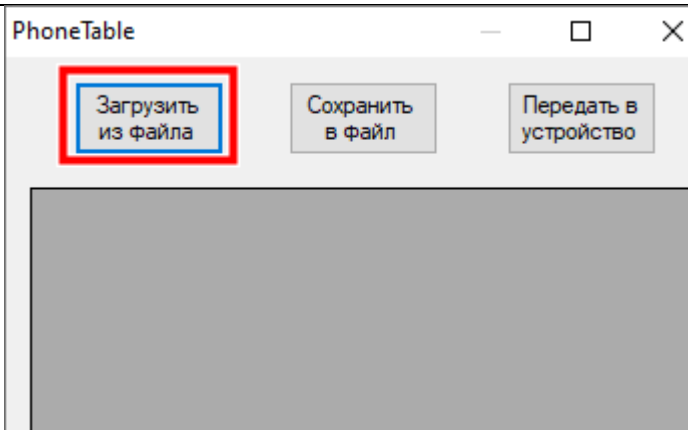 PhoneTable
Загрузить
из файла
Сохранить
в файл
Передать в
устройство